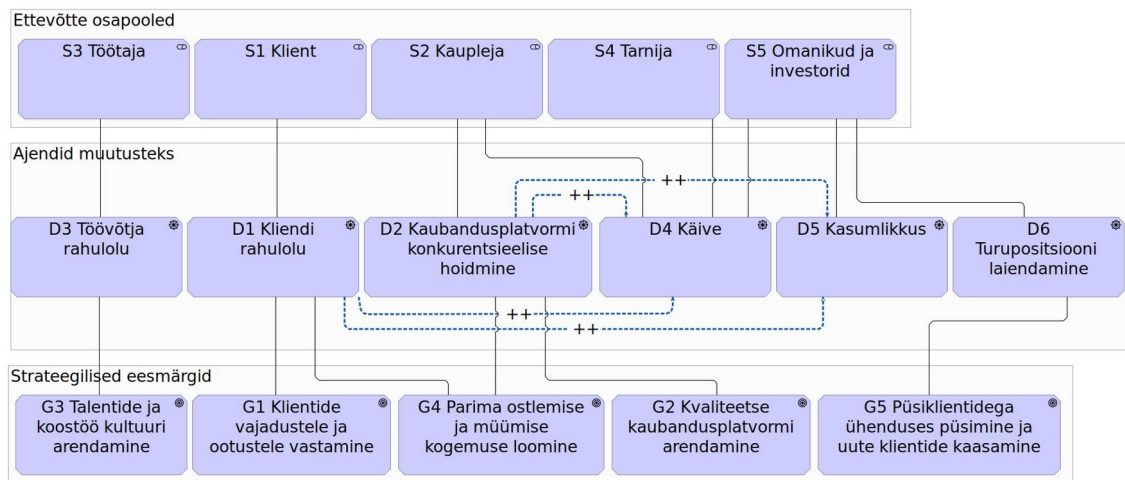 Ettevõtte osapooled
S3 Töötaja
S1 Klient
S2 Kaupleja
S4 Tarnija
S5 Omanikud ja
investorid
Ajendid muutusteks
++
++
D3 Töövõtja
rahulolu
D1 Kliendi
rahulolu
D2 Kaubandusplatvormi
konkurentsieelise
hoidmine
D4 Käive
D5 Kasumlikkus
D6
Turupositsiooni
laiendamine
++
++
Strateegilised eesmärgid
G3 Talentide ja
koostöö kultuuri
arendamine
G1 Klientide
vajadustele ja
ootustele vastamine
G4 Parima ostlemise
ja müümise
kogemuse loomine
G2 Kvaliteetse
kaubandusplatvormi
arendamine
G5 Püsiklientidega
ühenduses püsimine ja
uute klientide kaasamine